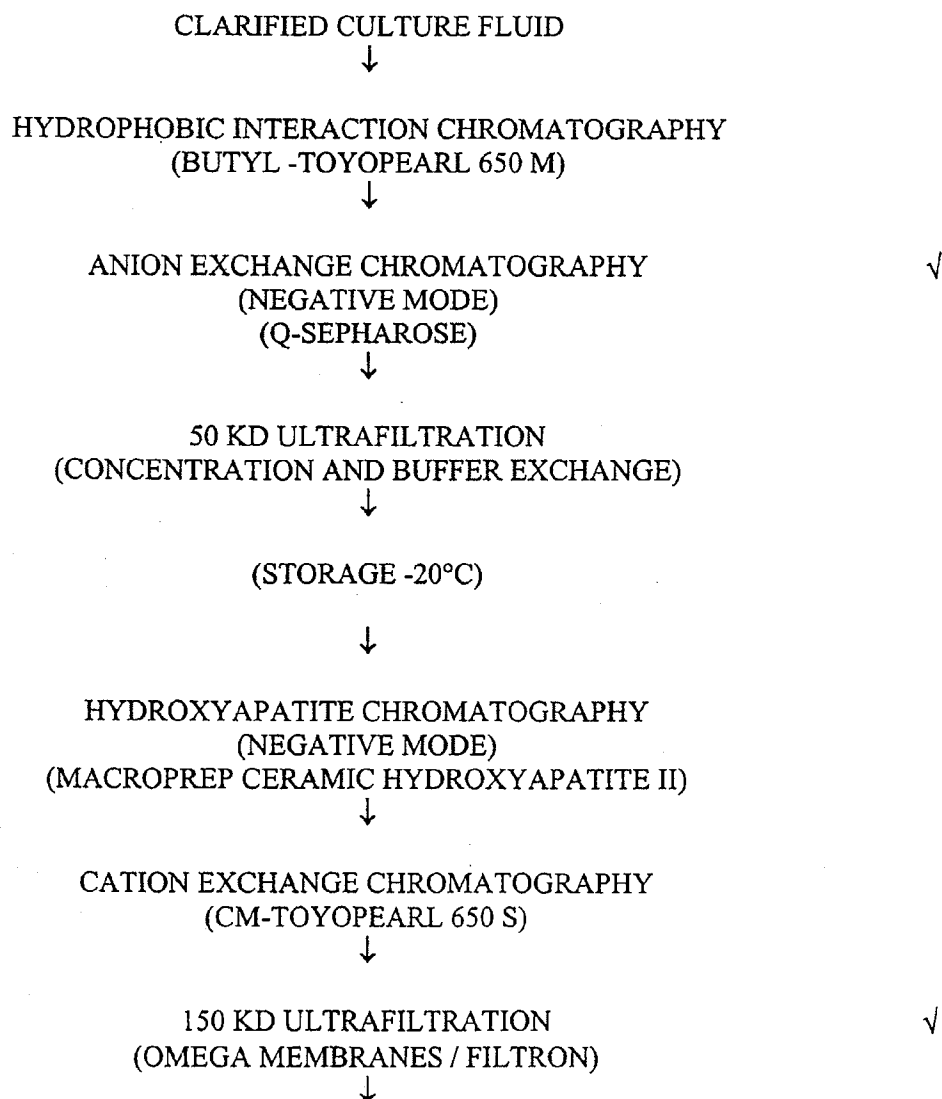 CLARIFIED CULTURE FLUID
↓
HYDROPHOBIC INTERACTION CHROMATOGRAPHY
(BUTYL -TOYOPEARL 650 M)
↓
ANION EXCHANGE CHROMATOGRAPHY √
(NEGATIVE MODE)
(Q-SEPHAROSE)
↓
50 KD ULTRAFILTRATION
(CONCENTRATION AND BUFFER EXCHANGE)
↓
(STORAGE -20°C)
↓
HYDROXYAPATITE CHROMATOGRAPHY
(NEGATIVE MODE)
(MACROPREP CERAMIC HYDROXYAPATITE II)
↓
CATION EXCHANGE CHROMATOGRAPHY
(CM-TOYOPEARL 650 S)
↓
150 KD ULTRAFILTRATION √
(OMEGA MEMBRANES / FILTRON)
↓